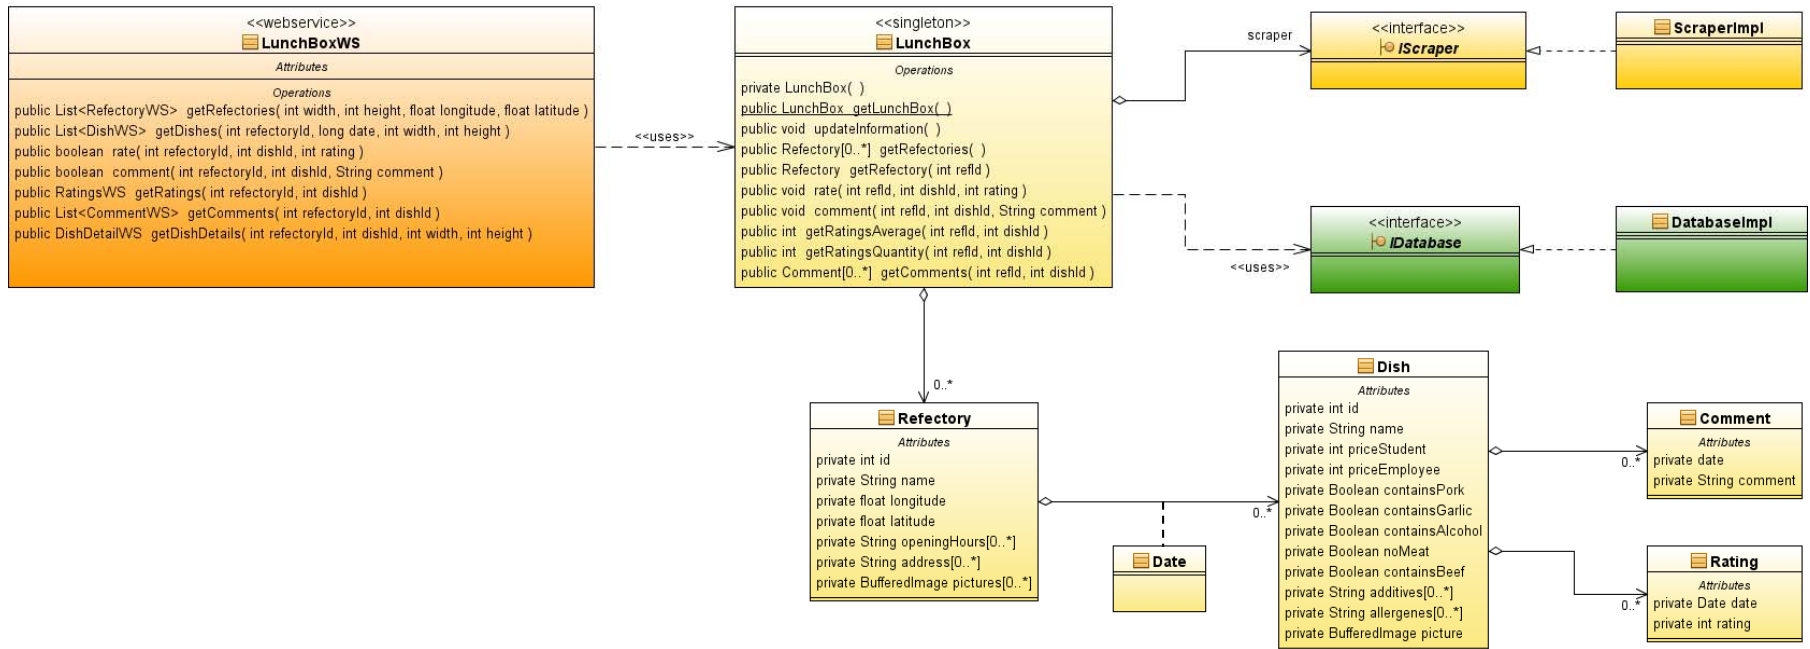 <<webservice>>
LunchBoxWS
Attributes
Operations
public List<RefectoryWS> getRefectories( int width, int height, float longitude, float latitude )
public List<DishWS> getDishes( int refectoryId, long date, int width, int height )
public boolean rate( int refectoryId, int dishId, int rating )
public boolean comment( int refectoryId, int dishId, String comment )
public RatingsWS getRatings( int refectoryId, int dishId )
public List<CommentWS> getComments( int refectoryId, int dishId )
public DishDetailWS getDishDetails( int refectoryId, int dishId, int width, int height )
<<uses>>
<<singleton>>
LunchBox
Operations
private LunchBox( )
public LunchBox getLunchBox( )
public void updateInformation( )
public Refectory[0..*] getRefectories( )
public Refectory getRefectory( int refId )
public void rate( int refId, int dishId, int rating )
public void comment( int refId, int dishId, String comment )
public int getRatingsAverage( int refId, int dishId )
public int getRatingsQuantity( int refId, int dishId )
public Comment[0..*] getComments( int refId, int dishId )
scraper
<<interface>>
IScraper
ScraperImpl
<<uses>>
<<interface>>
IDatabase
DatabaseImpl
0..*
Refectory
Attributes
private int id
private String name
private float longitude
private float latitude
private String openingHours[0..*]
private String address[0..*]
private BufferedImage pictures[0..*]
0..*
Date
Dish
Attributes
private int id
private String name
private int priceStudent
private int priceEmployee
private Boolean containsPork
private Boolean containsGarlic
private Boolean containsAlcohol
private Boolean noMeat
private Boolean containsBeef
private String additives[0..*]
private String allergenes[0..*]
private BufferedImage picture
0..*
Comment
Attributes
private date
private String comment
0..*
Rating
Attributes
private Date date
private int rating